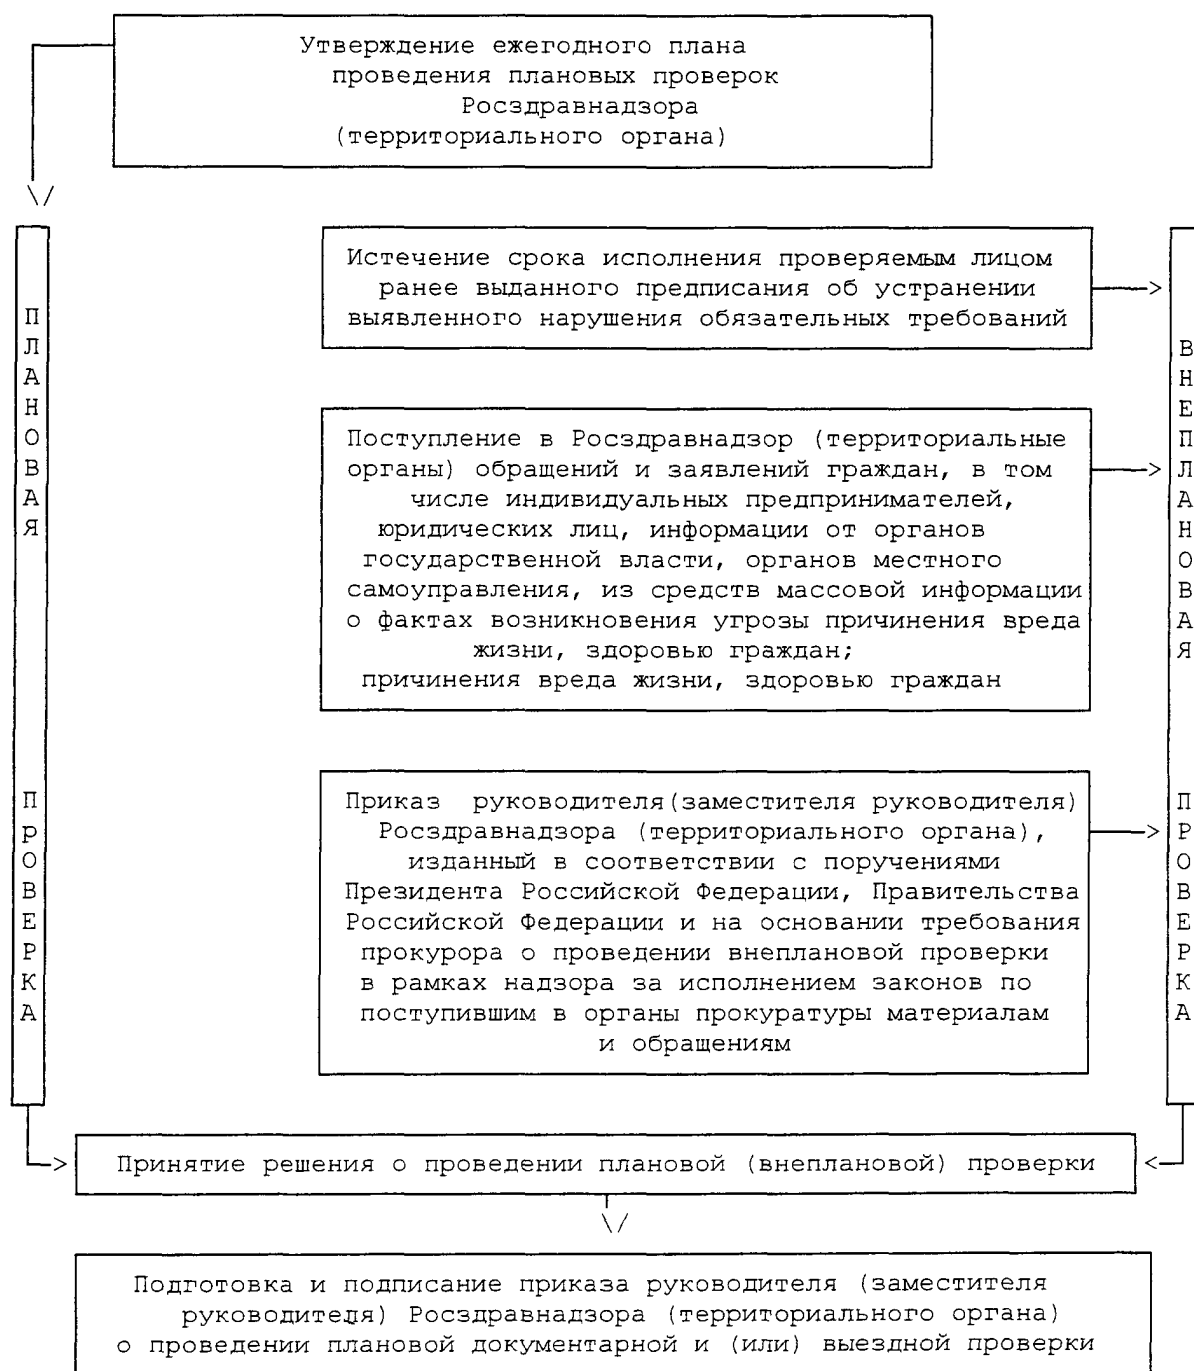 Утверждение ежегодного плана
проведения плановых проверок
Росздравнадзора
(территориального органа)
ПЛАНОВАЯ ПРОВЕРКА
Истечение срока исполнения проверяемым лицом
ранее выданного предписания об устранении
выявленного нарушения обязательных требований
Поступление в Росздравнадзор (территориальные
органы) обращений и заявлений граждан, в том
числе индивидуальных предпринимателей,
юридических лиц, информации от органов
государственной власти, органов местного
самоуправления, из средств массовой информации
о фактах возникновения угрозы причинения вреда
жизни, здоровью граждан;
причинения вреда жизни, здоровью граждан
Приказ руководителя(заместителя руководителя)
Росздравнадзора (территориального органа),
изданный в соответствии с поручениями
Президента Российской Федерации, Правительства
Российской Федерации и на основании требования
прокурора о проведении внеплановой проверки
в рамках надзора за исполнением законов по
поступившим в органы прокуратуры материалам
и обращениям
ВНЕПЛАНОВАЯ ПРОВЕРКА
Принятие решения о проведении плановой (внеплановой) проверки
Подготовка и подписание приказа руководителя (заместителя
руководителя) Росздравнадзора (территориального органа)
о проведении плановой документарной и (или) выездной проверки